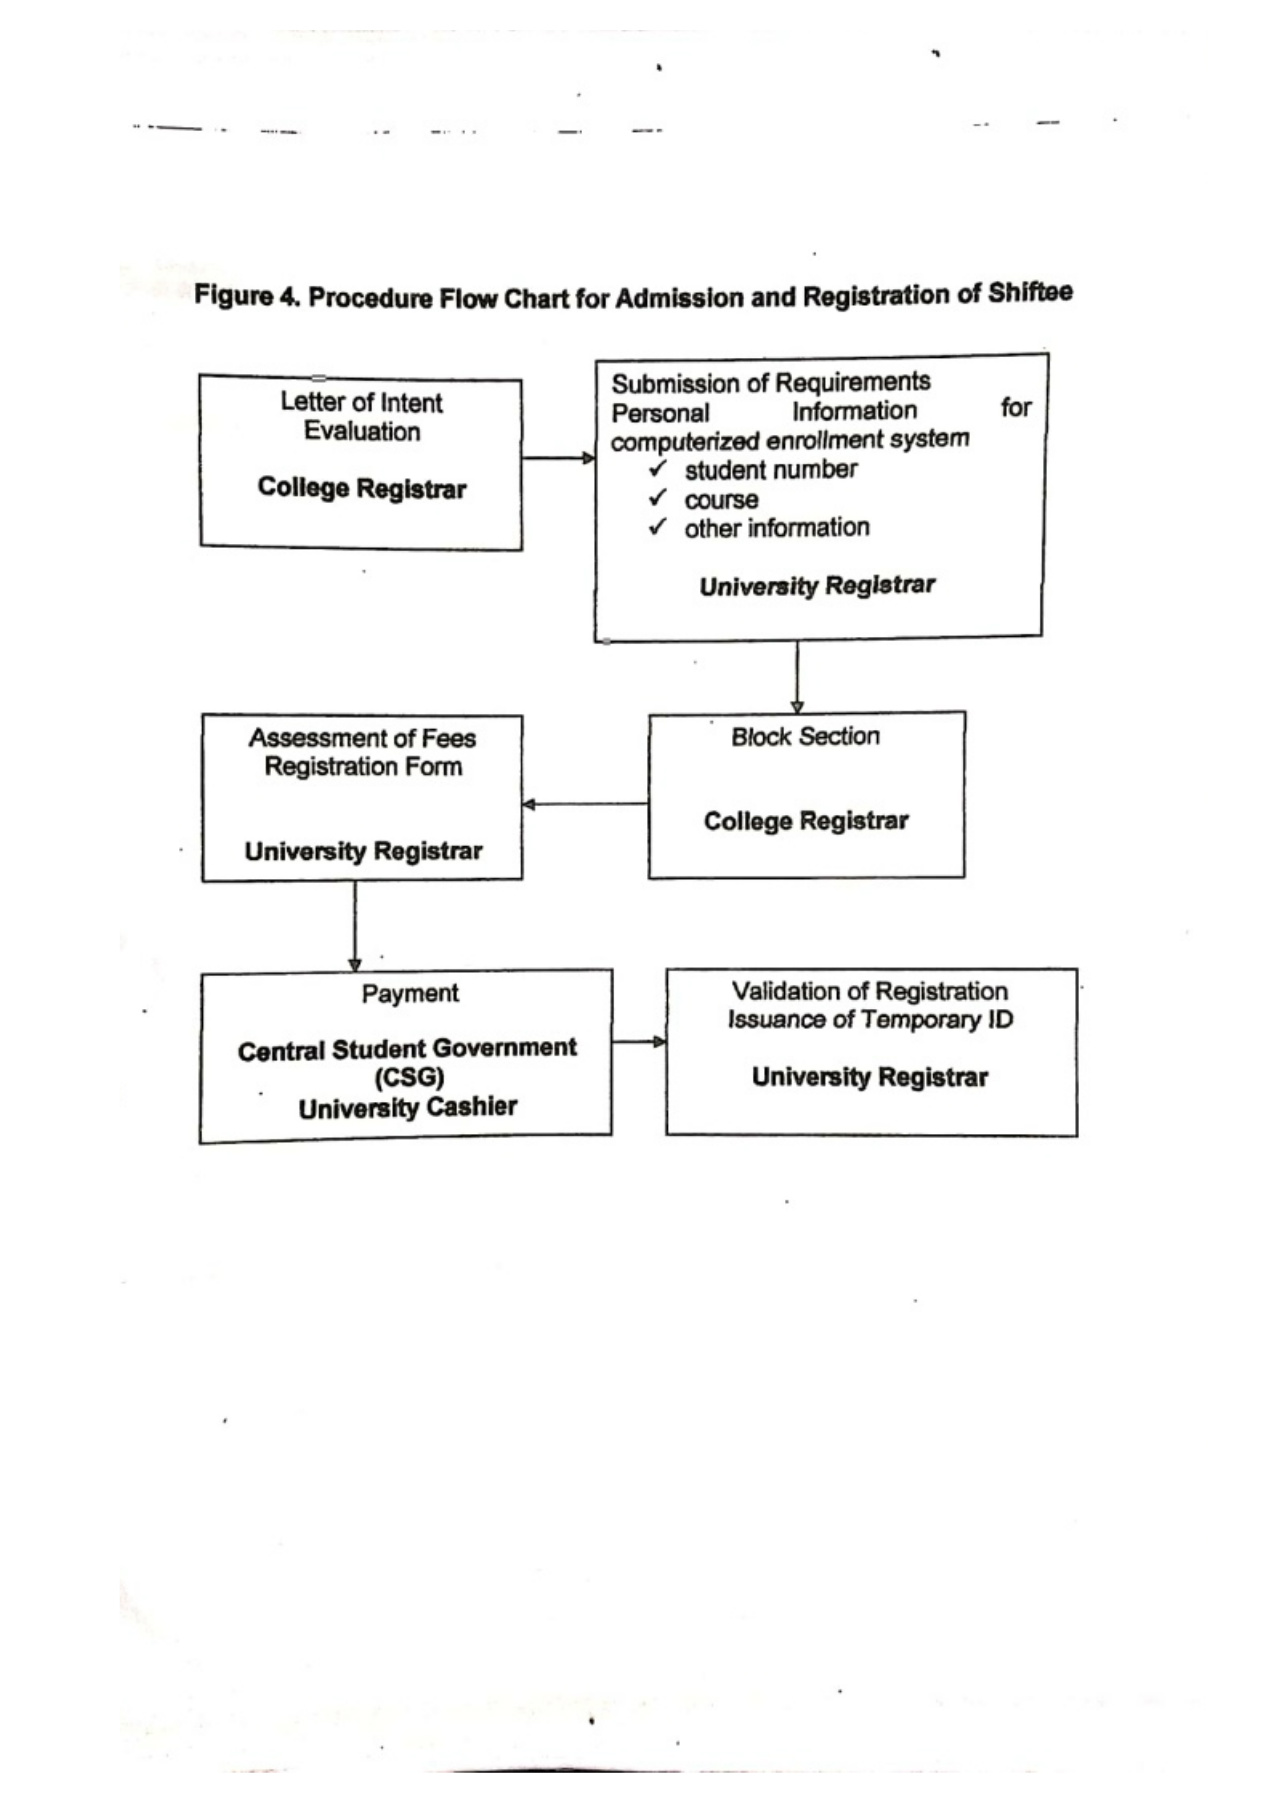 Figure 4. Procedure Flow Chart for Admission and Registration of Shiftee
Letter of Intent
Evaluation
College Registrar
Submission of Requirements
Personal Information for
computerized enrollment system
✓ student number
✓ course
✓ other information
University Registrar
Block Section
College Registrar
Assessment of Fees
Registration Form
University Registrar
Payment
Central Student Government
(CSG)
University Cashier
Validation of Registration
Issuance of Temporary ID
University Registrar